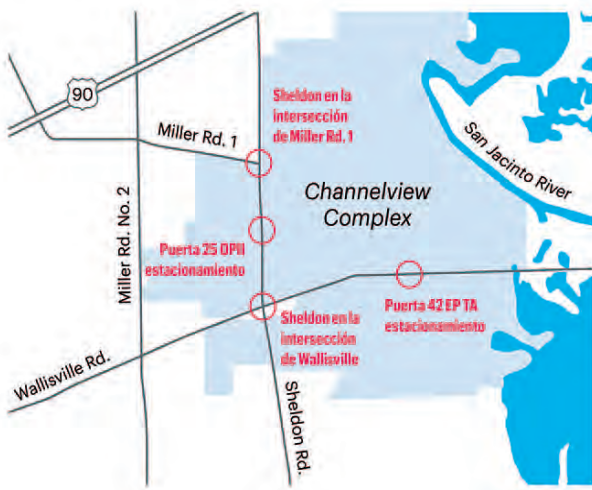 90
Sheldon en la
intersección
de Miller Rd. 1
Miller Rd. 1
San Jacinto River
Channelview
Complex
Miller Rd. No. 2
Puerta 25 OPII
estacionamiento
Puerta 42 EP TA
estacionamiento
Sheldon en la
intersección
de Wallisville
Wallisville Rd.
Sheldon Rd.